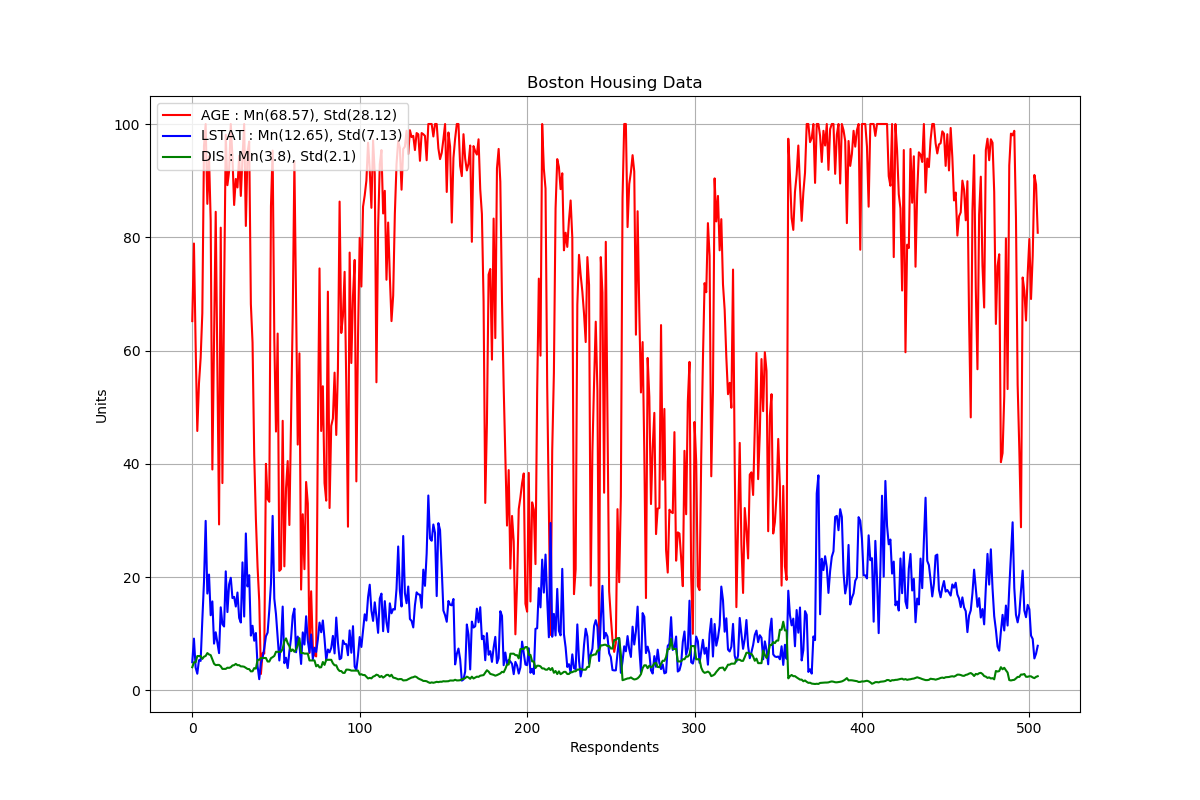 Boston Housing Data
AGE : Mn(68.57), Std(28.12)
LSTAT : Mn(12.65), Std(7.13)
DIS : Mn(3.8), Std(2.1)
100
80
60
40
20
0
Units
0 100 200 300 400 500
Respondents